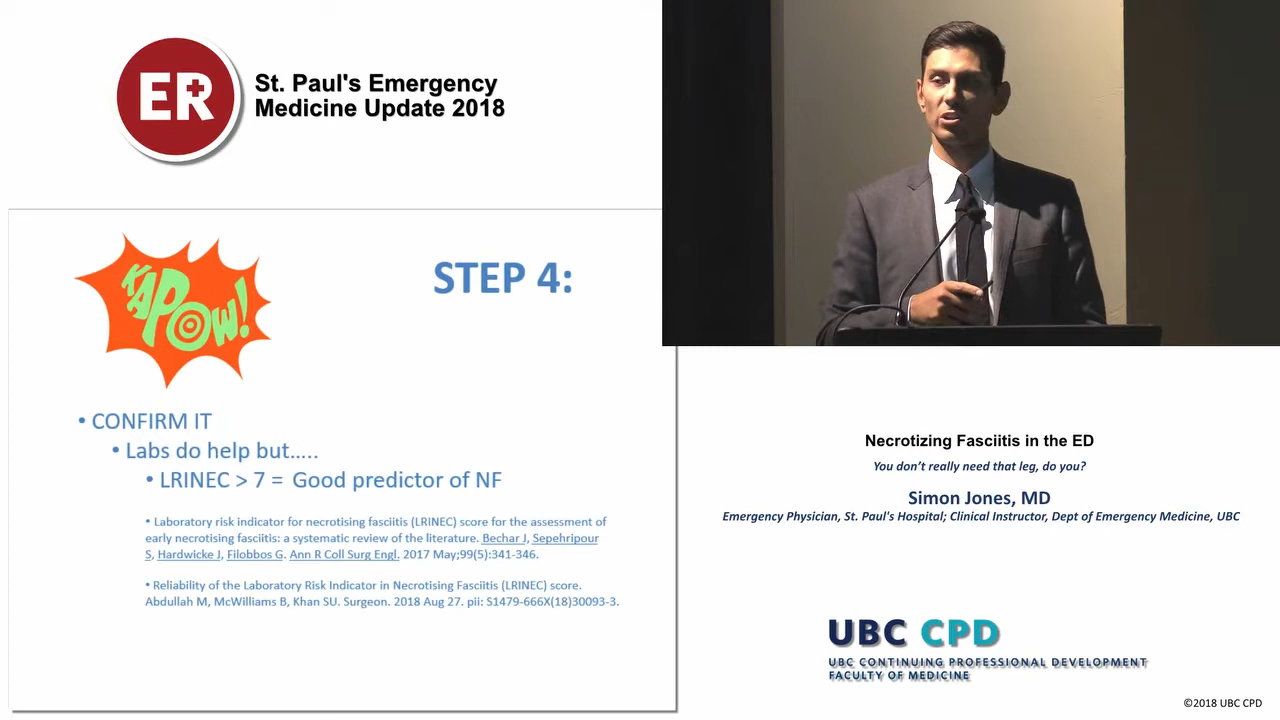 ER
St. Paul's Emergency
Medicine Update 2018
KAPOW!
STEP 4:
• CONFIRM IT
• Labs do help but.....
• LRINEC > 7 = Good predictor of NF
• Laboratory risk indicator for necrotising fasciitis (LRINEC) score for the assessment of
early necrotising fasciitis: a systematic review of the literature. Bechar J, Sepehripour
S, Hardwicke J, Filobbos G. Ann R Coll Surg Engl. 2017 May;99(5):341-346.
• Reliability of the Laboratory Risk Indicator in Necrotising Fasciitis (LRINEC) score.
Abdullah M, McWilliams B, Khan SU. Surgeon. 2018 Aug 27. pii: S1479-666X(18)30093-3.
Necrotizing Fasciitis in the ED
You don't really need that leg, do you?
Simon Jones, MD
Emergency Physician, St. Paul's Hospital; Clinical Instructor, Dept of Emergency Medicine, UBC
UBC CPD
UBC CONTINUING PROFESSIONAL DEVELOPMENT
FACULTY OF MEDICINE
©2018 UBC CPD